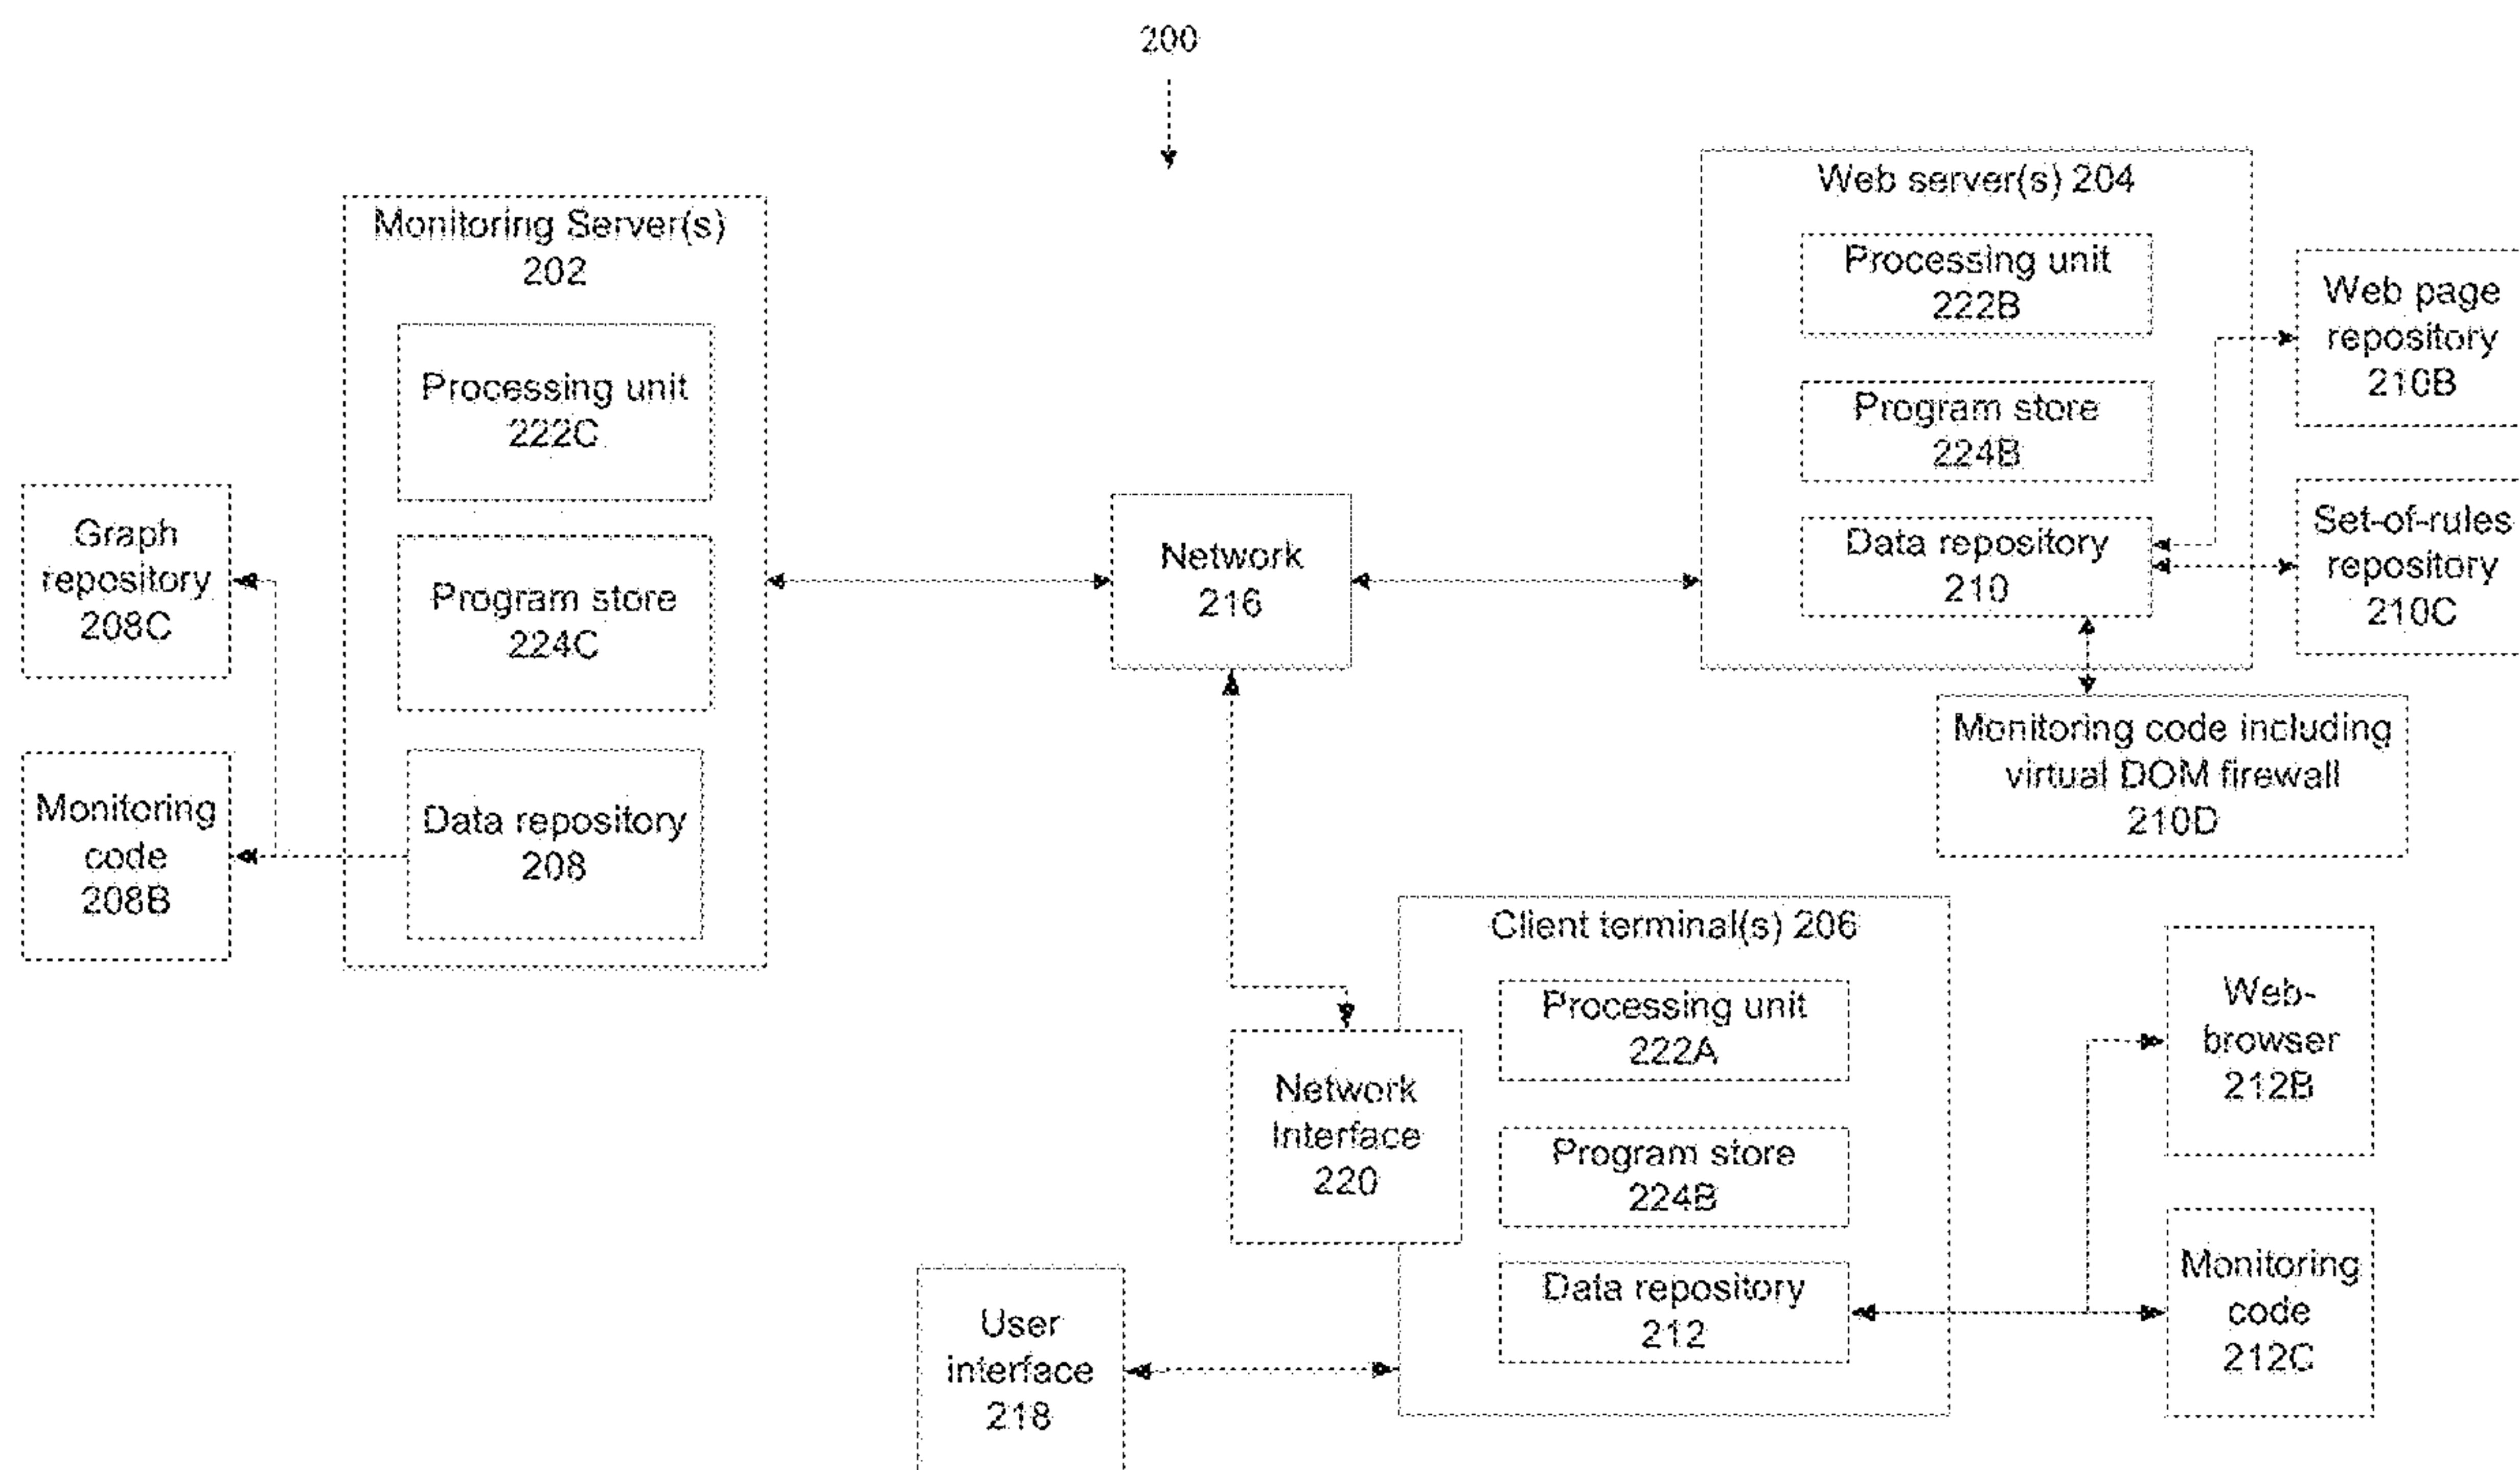 200
Monitoring Server(s)
202
Processing unit
222C
Program store
224C
Data repository
208
Graph
repository
208C
Monitoring
code
208B
Network
216
Web server(s) 204
Processing unit
222B
Program store
224B
Data repository
210
Web page
repository
210B
Set-of-rules
repository
210C
Monitoring code including
virtual DOM firewall
210D
Client terminal(s) 206
Processing unit
222A
Program store
224B
Data repository
212
Network
Interface
220
User
interface
218
Web-
browser
212B
Monitoring
code
212C